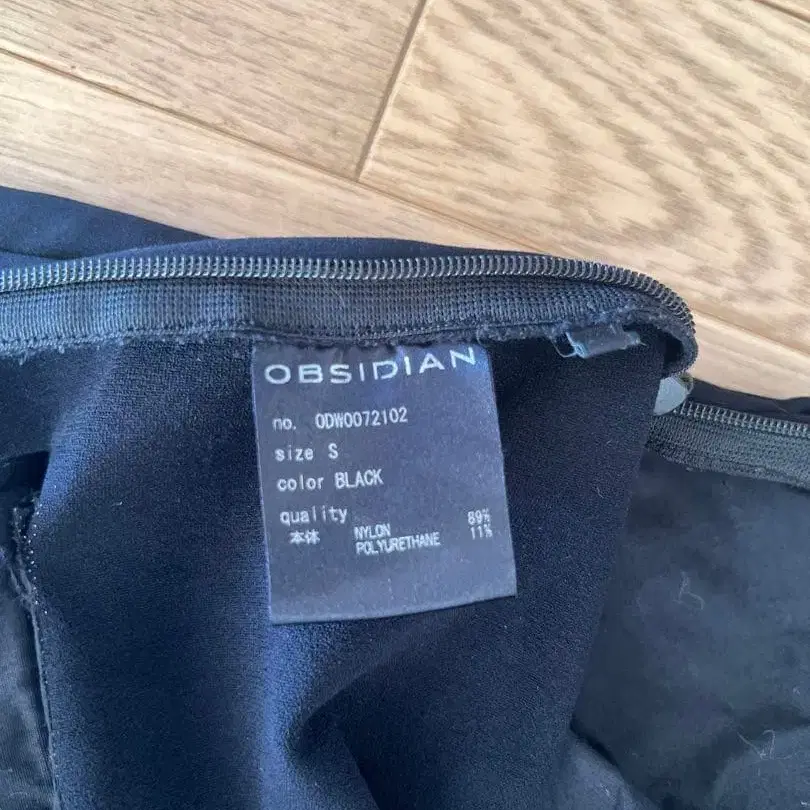 OBSIDIAN
no. ODW0072102
size S
color BLACK
quality
本体 NYLON 89%
POLYURETHANE 11%